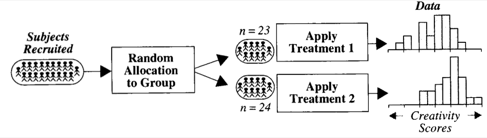 Subjects
Recruited
Random
Allocation
to Group
n = 23
Apply
Treatment 1
n = 24
Apply
Treatment 2
Data
Creativity
Scores